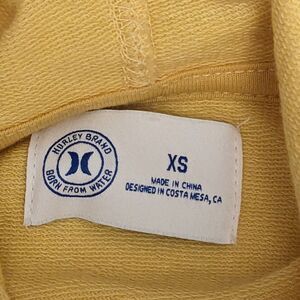 HURLEY BRAND
BORN FROM WATER
XS
MADE IN CHINA
DESIGNED IN COSTA MESA, CA